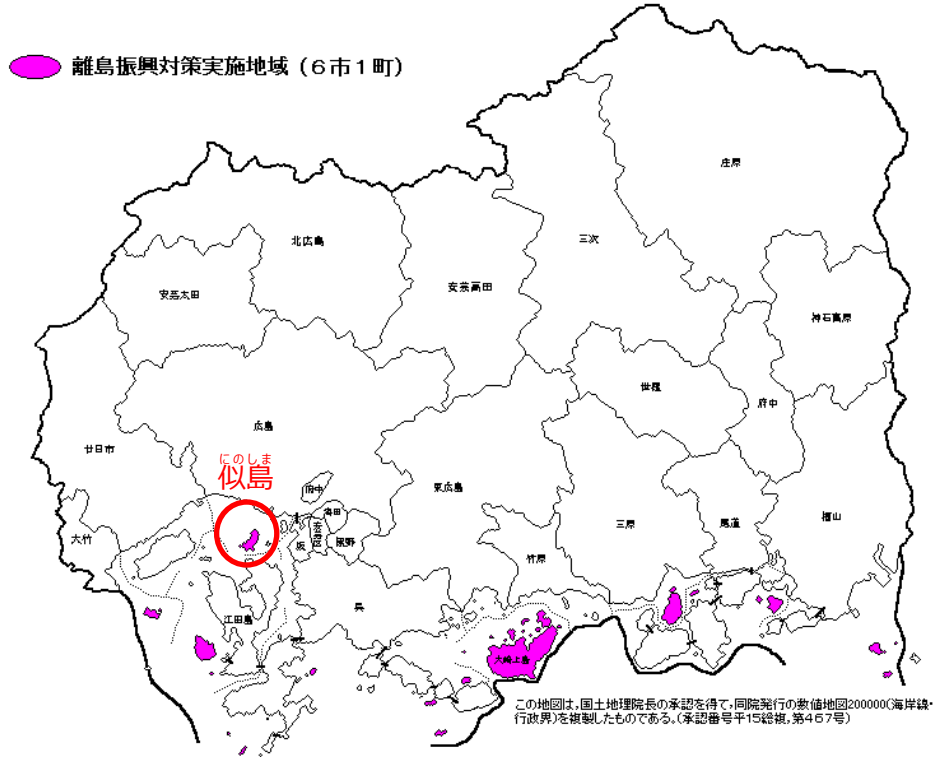 離島振興対策実施地域（6市1町）
庄原
北広島
三次
安芸太田
安芸高田
神石高原
世羅
府中
広島
廿日市
にのしま
似島
府中
東広島
海田
三原
尾道
福山
大竹
安芸区
坂
熊野
竹原
江田島
呉
大崎上島
この地図は，国土地理院長の承認を得て，同院発行の数値地図200000（海岸線・
行政界）を複製したものである。（承認番号平15総複，第467号）